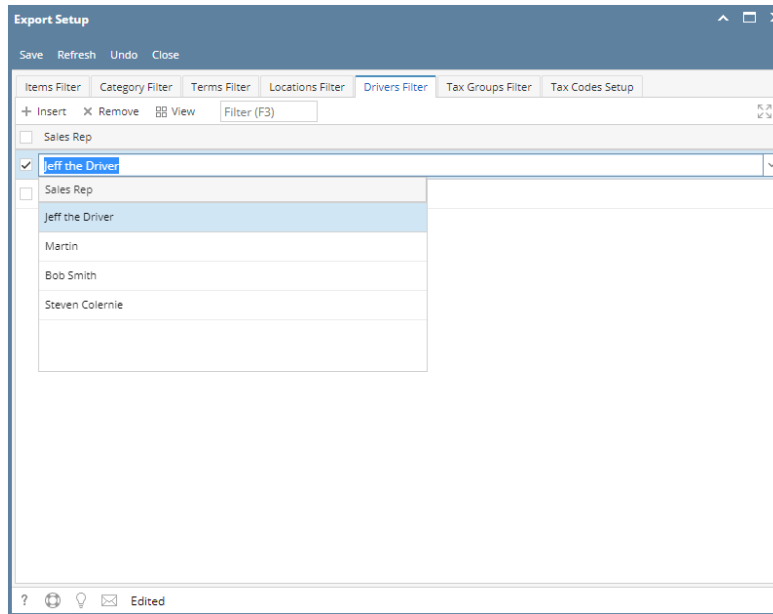 Export Setup
Save Refresh Undo Close
Items Filter Category Filter Terms Filter Locations Filter Drivers Filter Tax Groups Filter Tax Codes Setup
Insert Remove View Filter (F3)
Sales Rep
Jeff the Driver
Sales Rep
Jeff the Driver
Martin
Bob Smith
Steven Colernie
? Edited